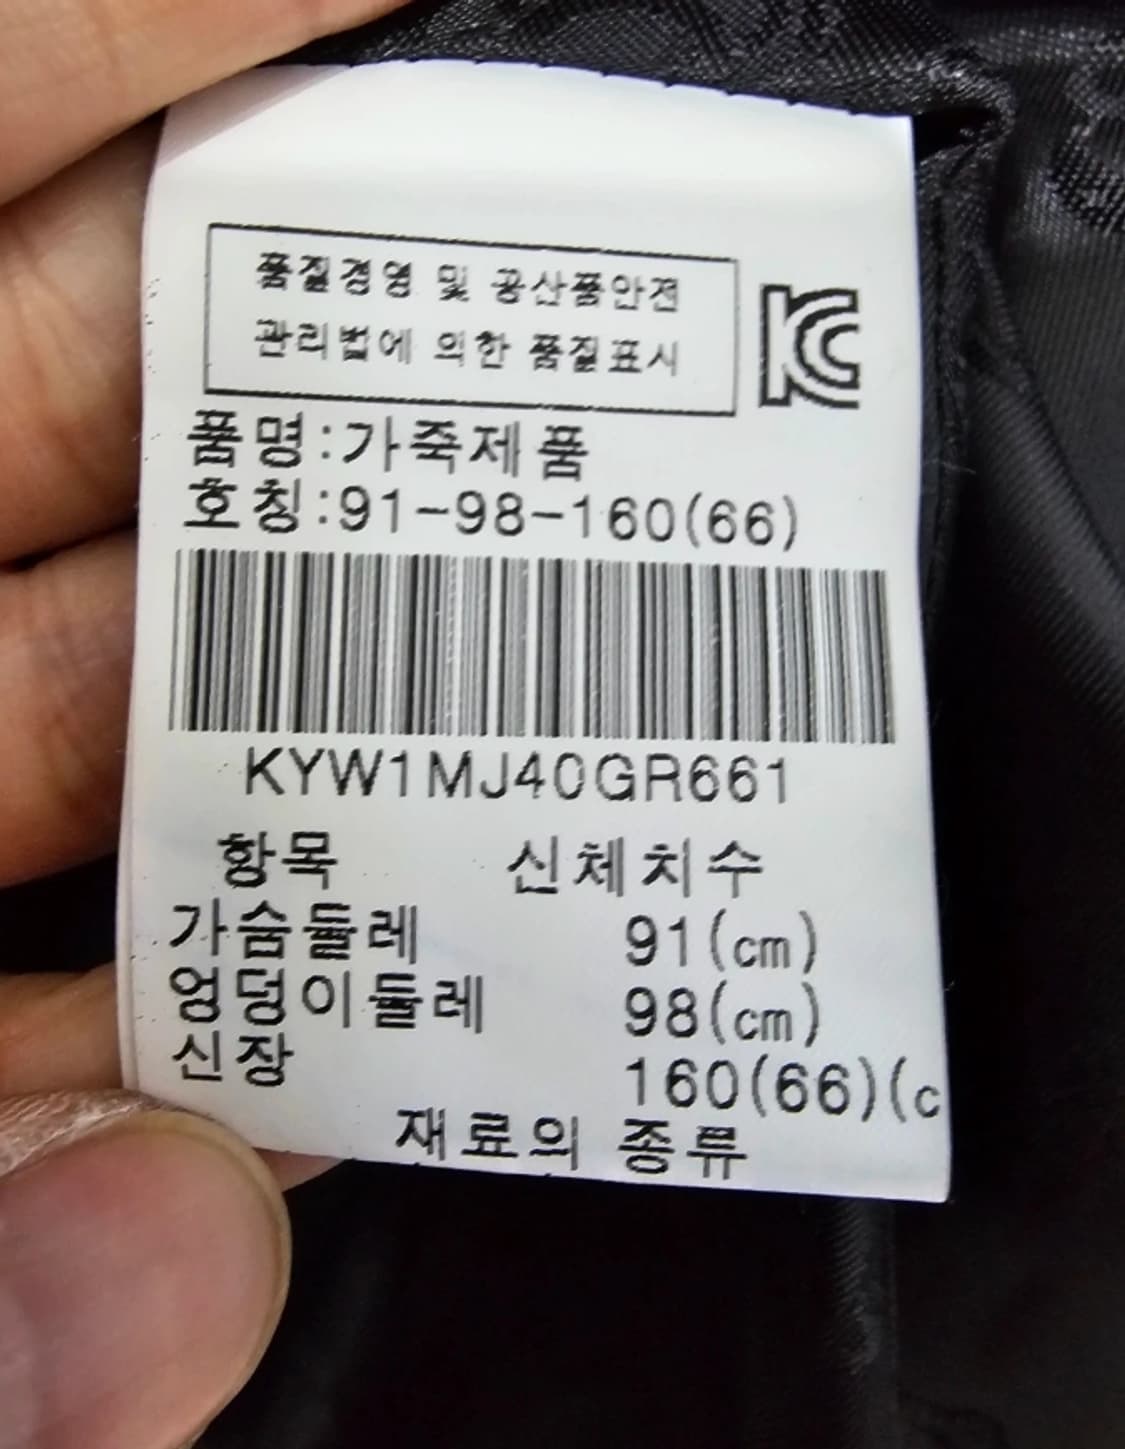 품질경영 및 공산품안전
관리법에 의한 품질표시
KC
품명:가죽제품
호칭:91-98-160(66)
KYW1MJ40GR661
항목 신체치수
가슴둘레 91(cm)
엉덩이둘레 98(cm)
신장 160(66)(c
재료의 종류